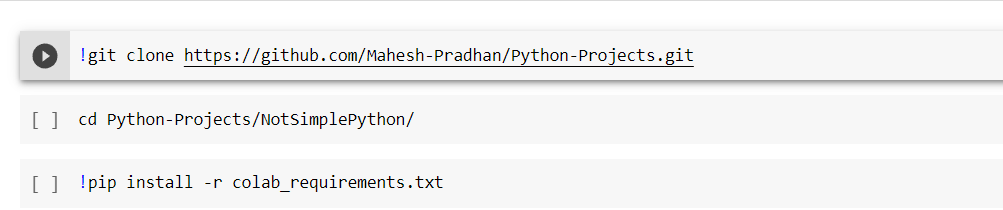 !git clone https://github.com/Mahesh-Pradhan/Python-Projects.git
[ ] cd Python-Projects/NotSimplePython/
[ ] !pip install -r colab_requirements.txt